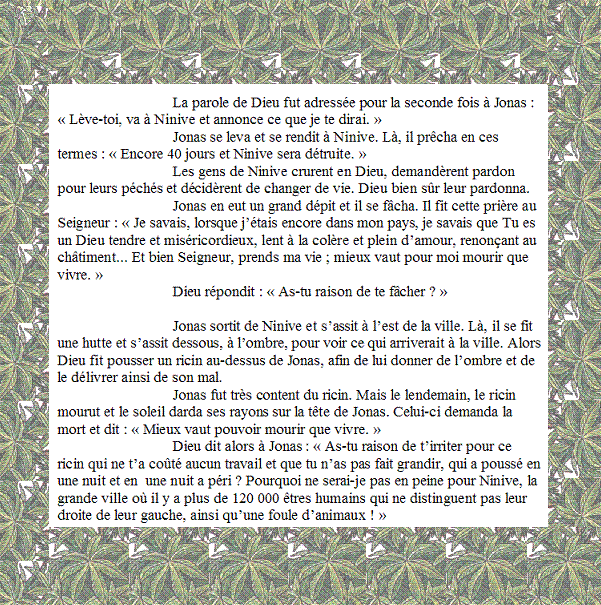 La parole de Dieu fut adressée pour la seconde fois à Jonas :
« Lève-toi, va à Ninive et annonce ce que je te dirai. »
Jonas se leva et se rendit à Ninive. Là, il prêcha en ces
termes : « Encore 40 jours et Ninive sera détruite. »
Les gens de Ninive crurent en Dieu, demandèrent pardon
pour leurs péchés et décidèrent de changer de vie. Dieu bien sûr leur pardonna.
Jonas en eut un grand dépit et il se fâcha. Il fit cette prière au
Seigneur : « Je savais, lorsque j’étais encore dans mon pays, je savais que Tu es
un Dieu tendre et miséricordieux, lent à la colère et plein d’amour, renonçant au
châtiment... Et bien Seigneur, prends ma vie ; mieux vaut pour moi mourir que
vivre. »
Dieu répondit : « As-tu raison de te fâcher ? »
Jonas sortit de Ninive et s’assit à l’est de la ville. Là, il se fit
une hutte et s’assit dessous, à l’ombre, pour voir ce qui arriverait à la ville. Alors
Dieu fit pousser un ricin au-dessus de Jonas, afin de lui donner de l’ombre et de
le délivrer ainsi de son mal.
Jonas fut très content du ricin. Mais le lendemain, le ricin
mourut et le soleil darda ses rayons sur la tête de Jonas. Celui-ci demanda la
mort et dit : « Mieux vaut pouvoir mourir que vivre. »
Dieu dit alors à Jonas : « As-tu raison de t’irriter pour ce
ricin qui ne t’a coûté aucun travail et que tu n’as pas fait grandir, qui a poussé en
une nuit et en une nuit a péri ? Pourquoi ne serai-je pas en peine pour Ninive, la
grande ville où il y a plus de 120 000 êtres humains qui ne distinguent pas leur
droite de leur gauche, ainsi qu’une foule d’animaux ! »